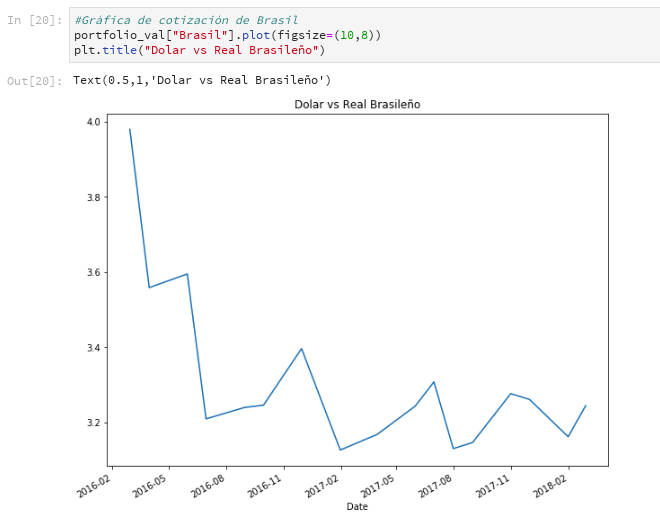 In [20]: #Gráfica de cotización de Brasil
portfolio_val["Brasil"].plot(figsize=(10,8))
plt.title("Dolar vs Real Brasileño")
Out[20]: Text(0.5,1,'Dolar vs Real Brasileño')
Dolar vs Real Brasileño
4.0
3.8
3.6
3.4
3.2
2016-02 2016-05 2016-08 2016-11 2017-02 2017-05 2017-08 2017-11 2018-02
Date